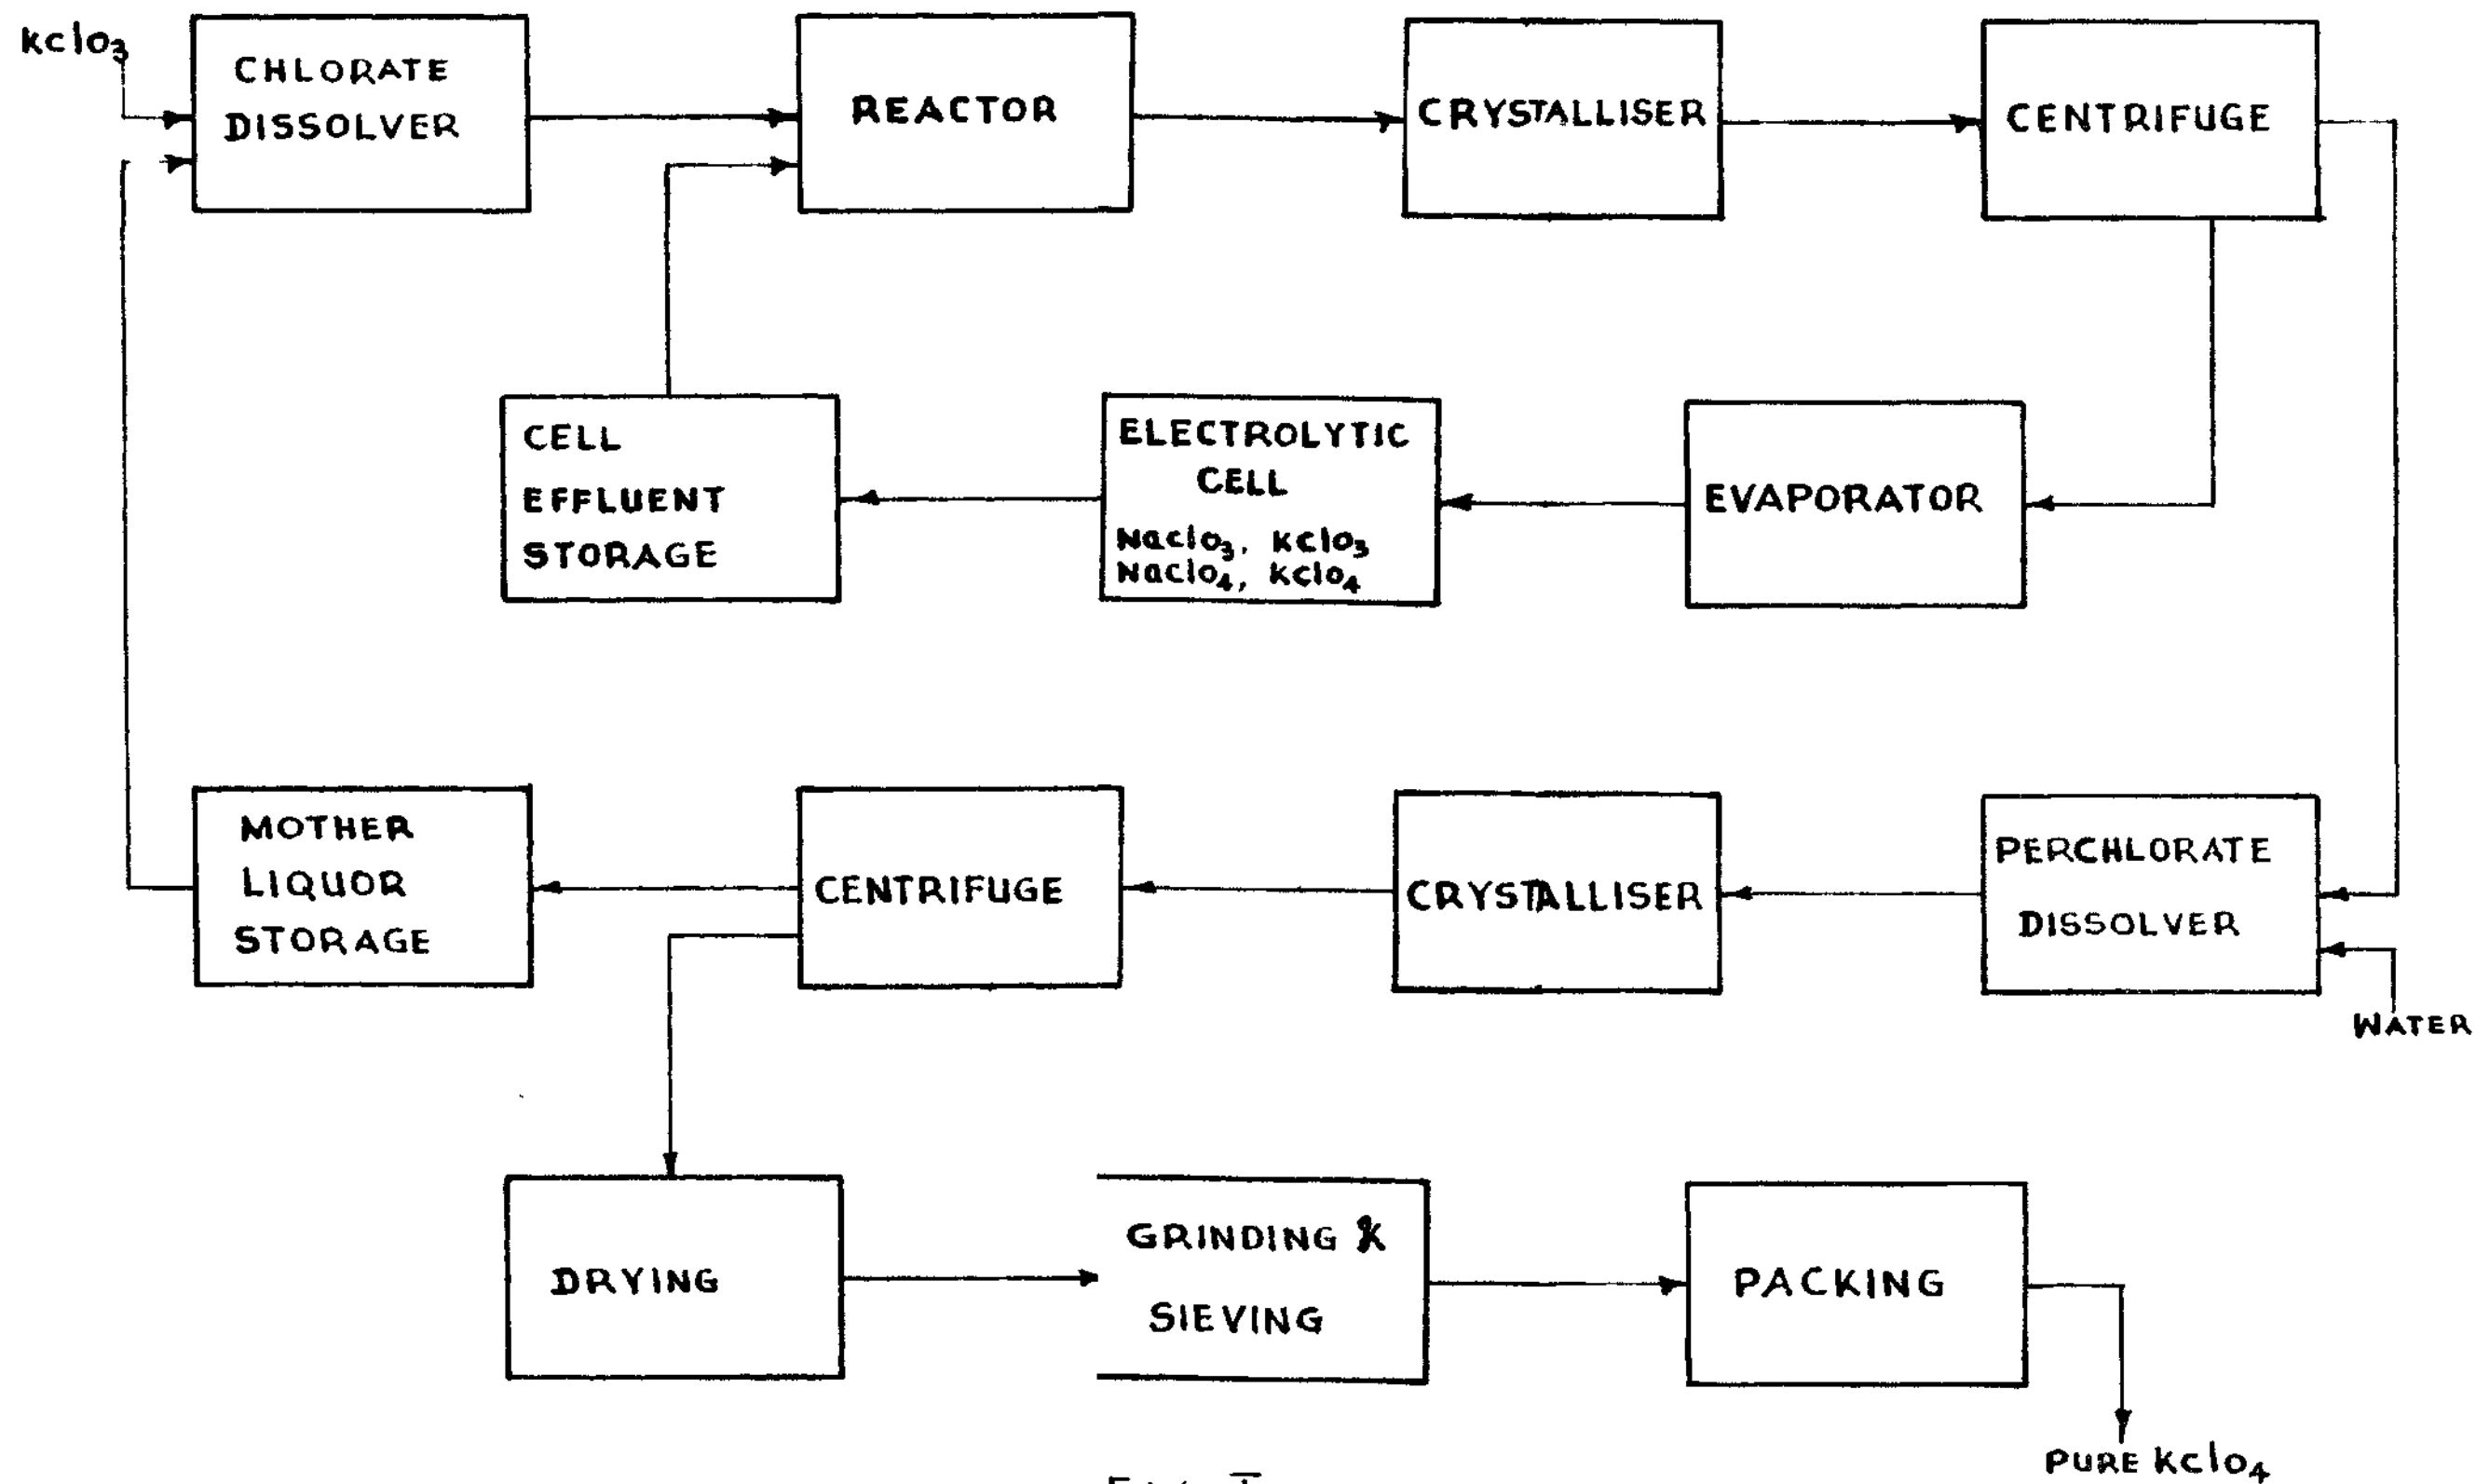 KClO₃
CHLORATE
DISSOLVER
REACTOR
CRYSTALLISER
CENTRIFUGE
CELL
EFFLUENT
STORAGE
ELECTROLYTIC
CELL
NaClO₃, KClO₃
NaClO₄, KClO₄
EVAPORATOR
MOTHER
LIQUOR
STORAGE
CENTRIFUGE
CRYSTALLISER
PERCHLORATE
DISSOLVER
WATER
DRYING
GRINDING &
SIEVING
PACKING
PURE KClO₄